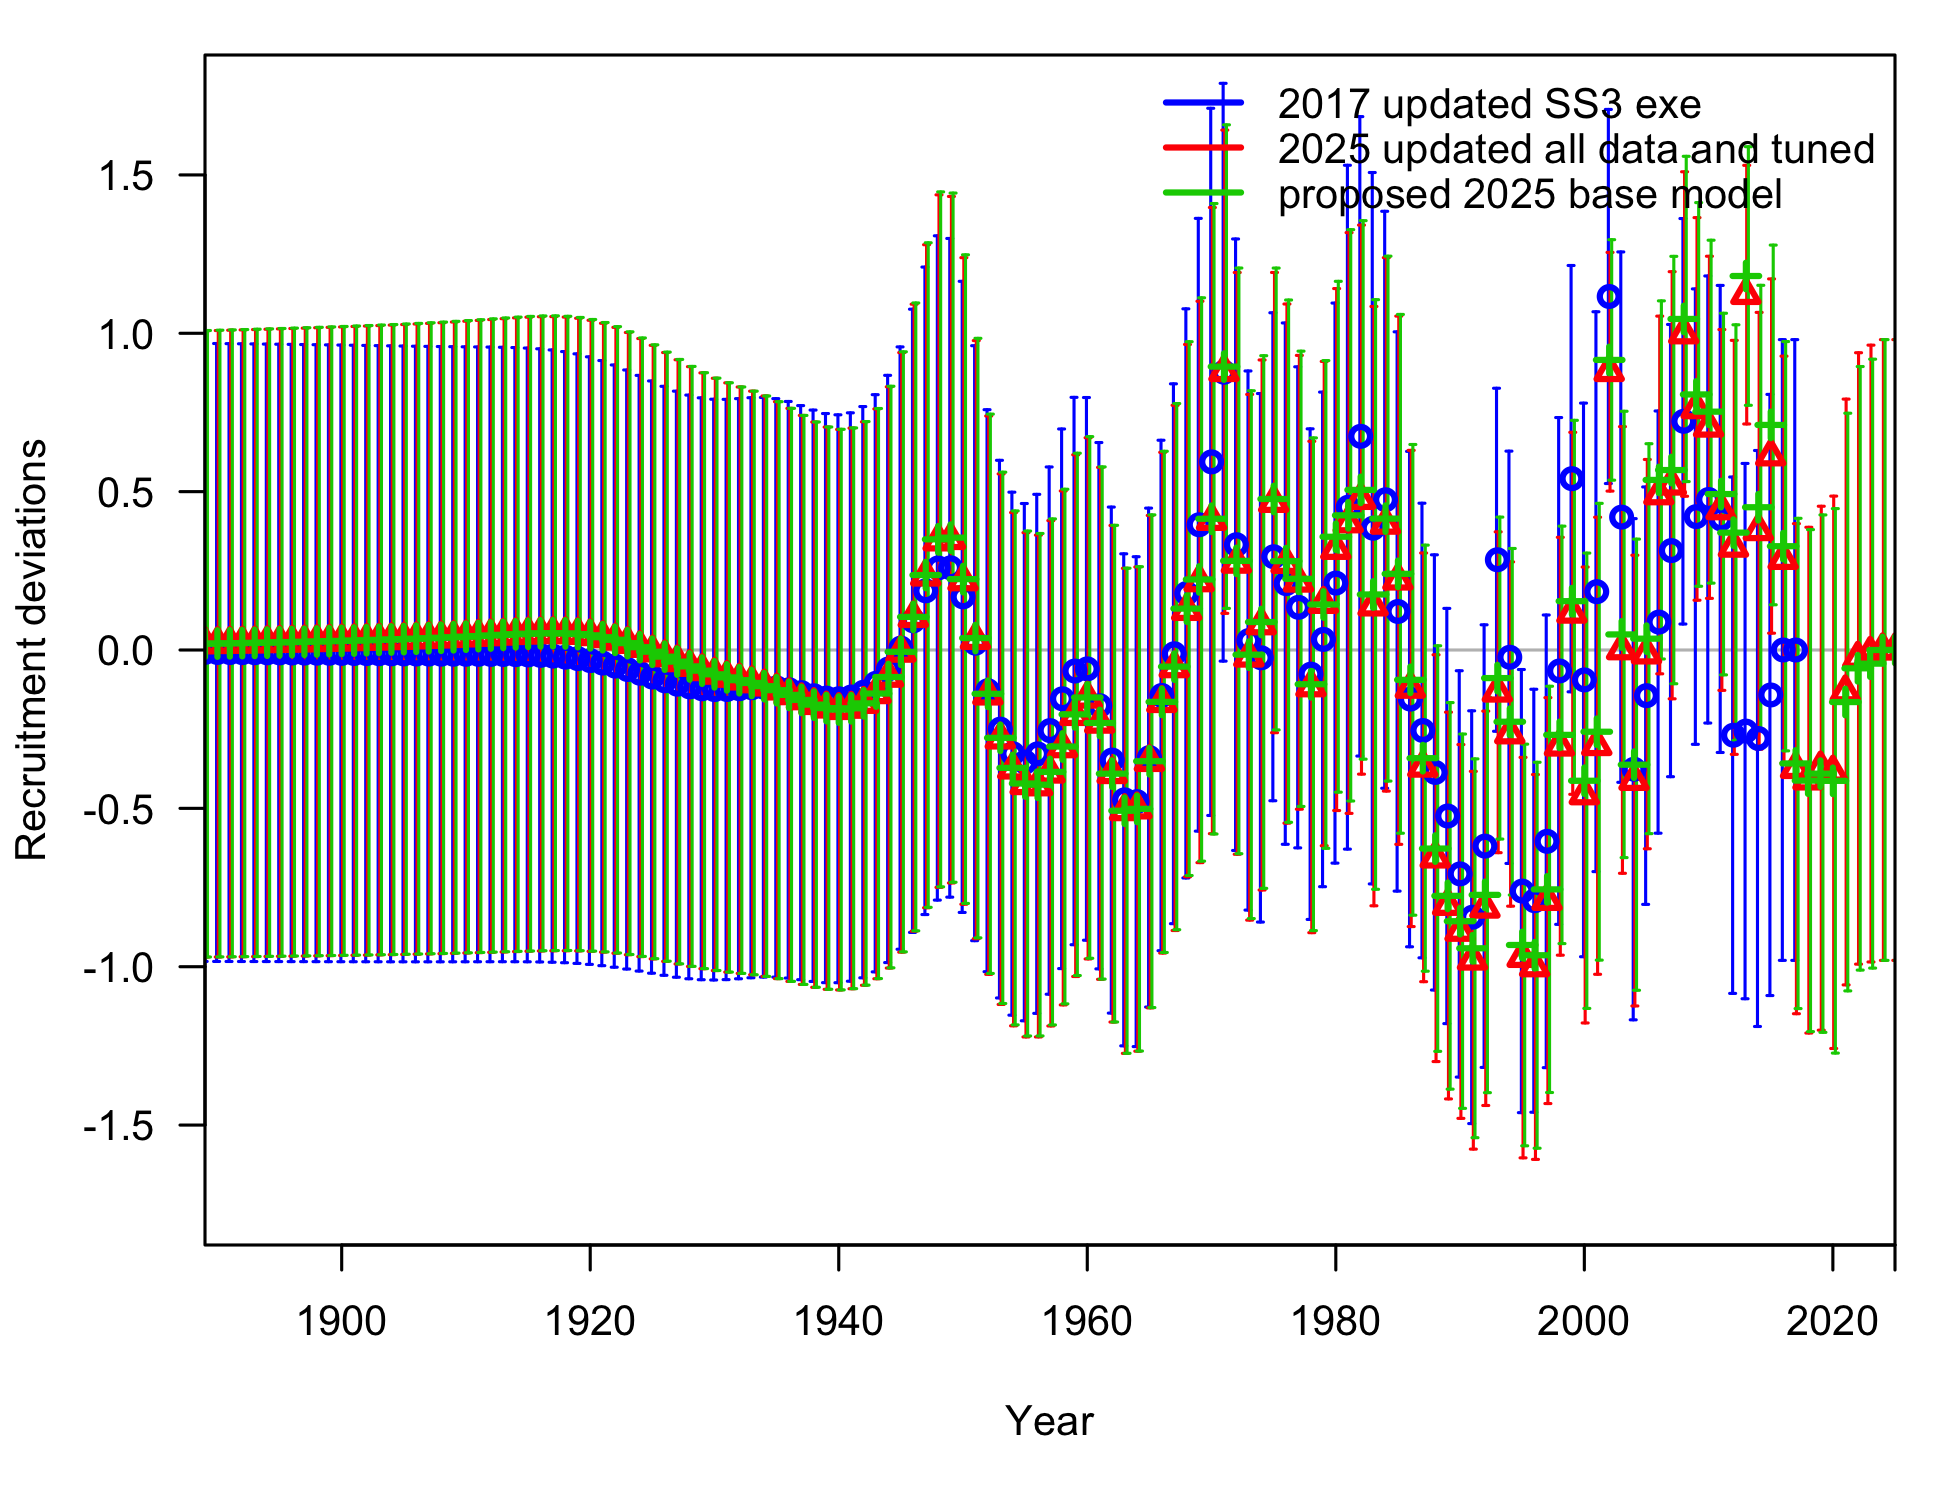 2017 updated SS3 exe
2025 updated all data and tuned
proposed 2025 base model
Recruitment deviations
1.5
1.0
0.5
0.0
-0.5
-1.0
-1.5
1900 1920 1940 1960 1980 2000 2020
Year